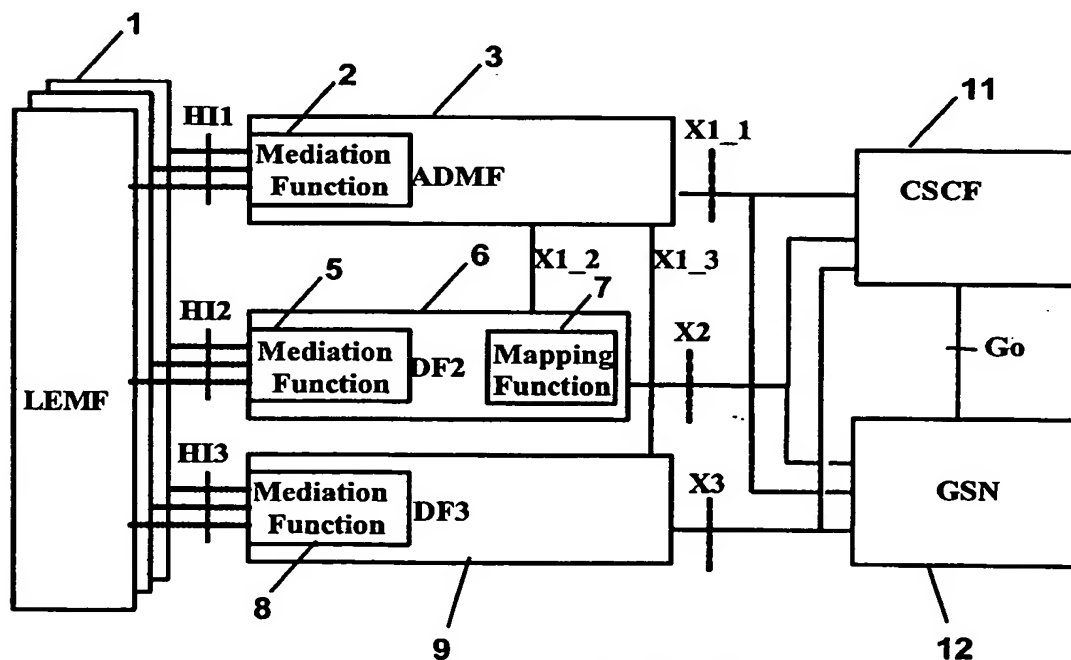 1
2
3
11
HI1
X1_1
Mediation
Function
ADMF
CSCF
5
6
X1_2
X1_3
7
HI2
X2
Mediation
Function
DF2
Mapping
Function
Go
LEMF
HI3
X3
Mediation
Function
DF3
GSN
8
9
12